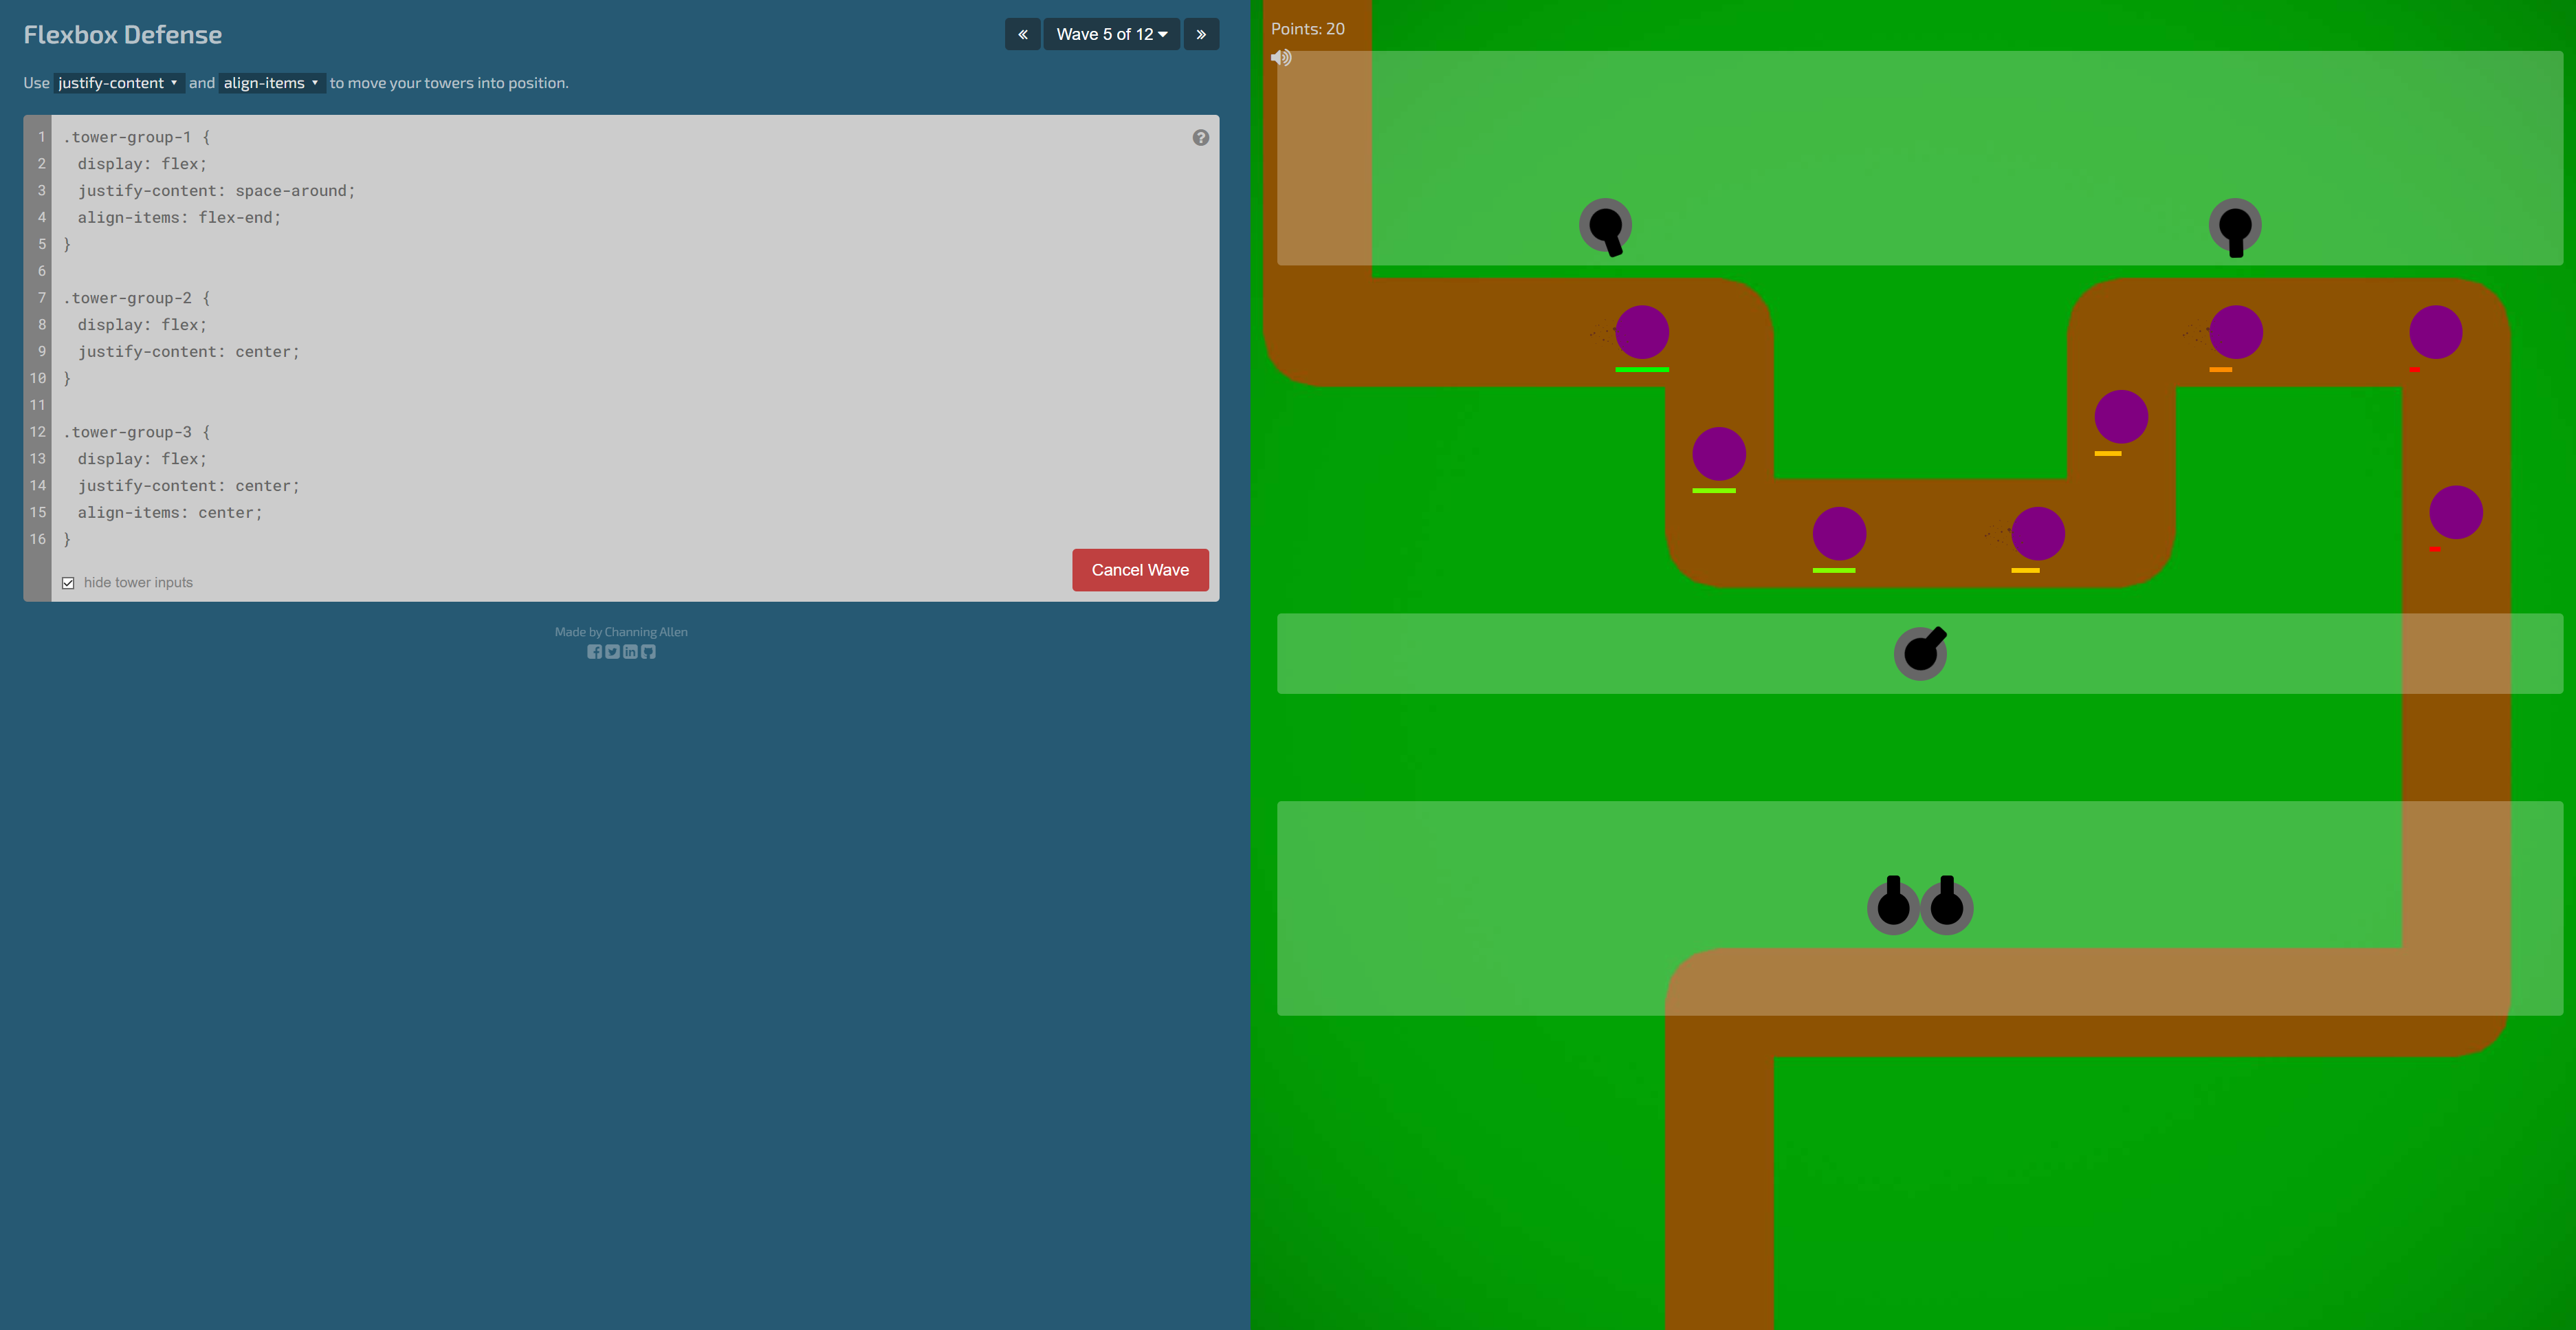 Flexbox Defense
« Wave 5 of 12 »
Use justify-content and align-items to move your towers into position.
1 .tower-group-1 {
2 display: flex;
3 justify-content: space-around;
4 align-items: flex-end;
5 }
6
7 .tower-group-2 {
8 display: flex;
9 justify-content: center;
10 }
11
12 .tower-group-3 {
13 display: flex;
14 justify-content: center;
15 align-items: center;
16 }
?
hide tower inputs
Cancel Wave
Made by Channing Allen
Points: 20